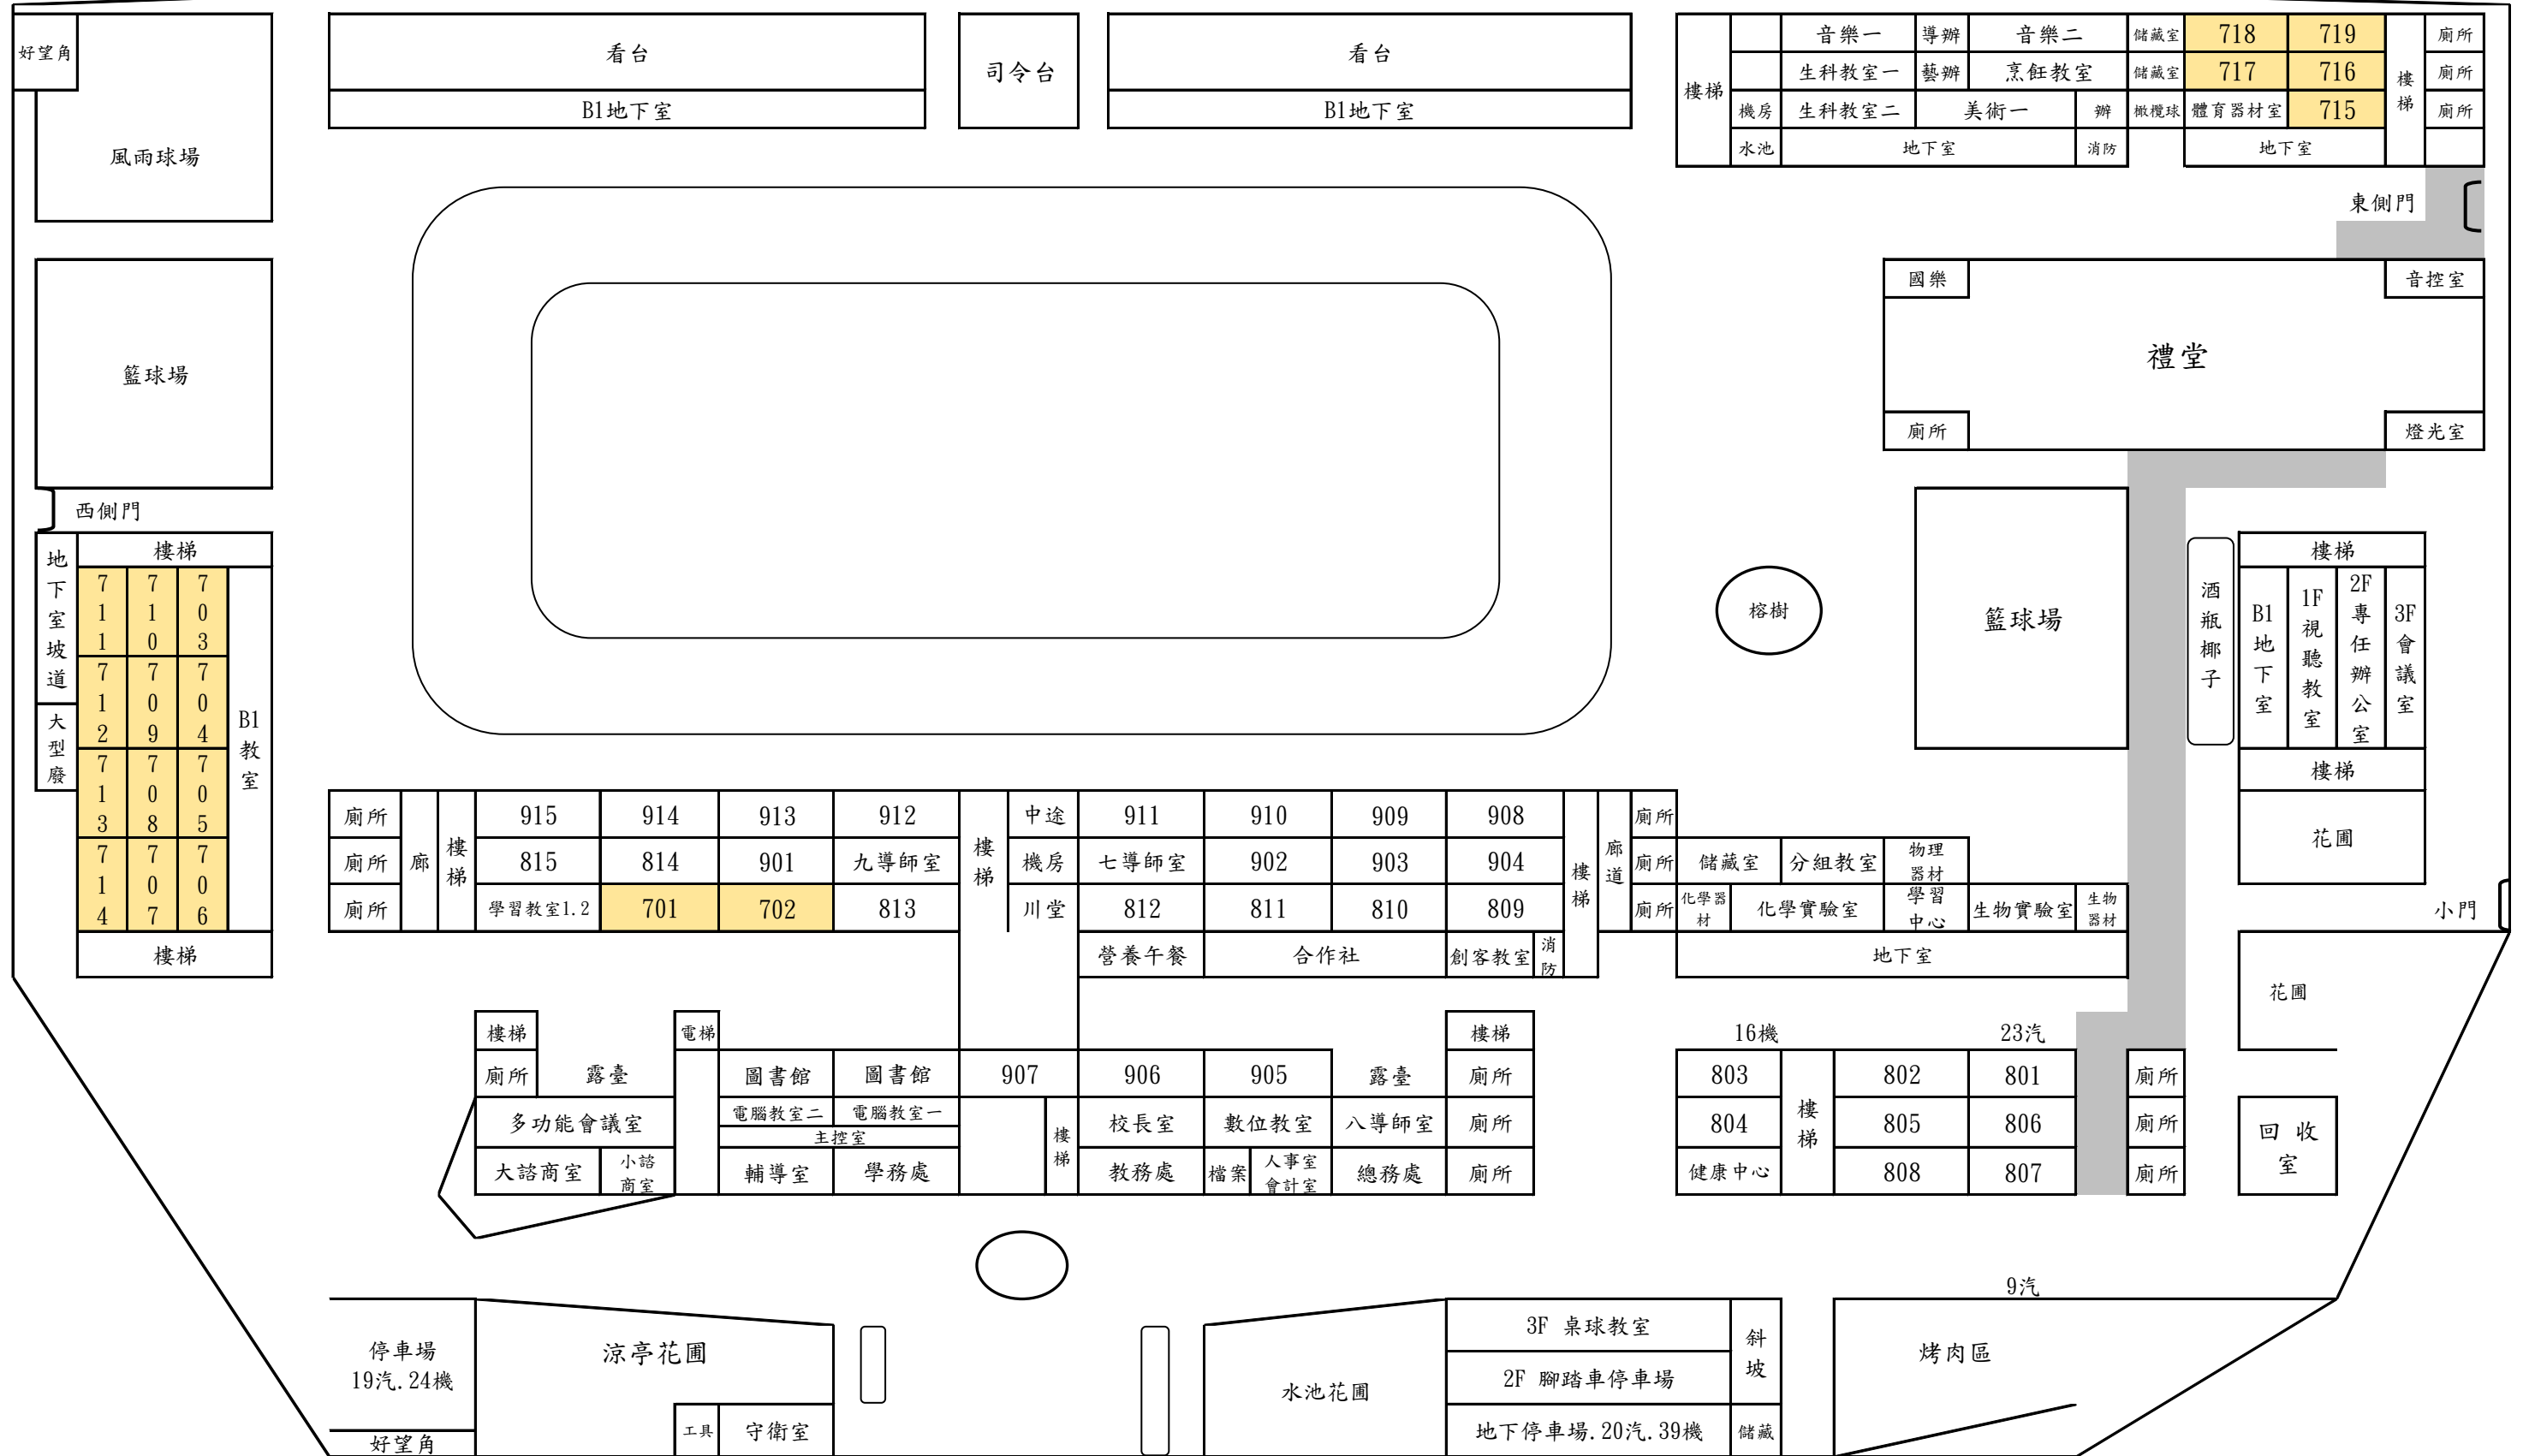 好望角
風雨球場
看台
B1地下室
司令台
看台
B1地下室
樓梯
音樂一 導辦 音樂二 儲藏室 718 719
生科教室一 藝辦 烹飪教室 儲藏室 717 716
機房 生科教室二 美術一 辦 橄欖球 體育器材室 715
水池 地下室 消防 地下室
樓梯
廁所
廁所
廁所
東側門
籃球場
國樂
音控室
禮堂
廁所
燈光室
西側門
地下室坡道
大型廢
樓梯
711 710 703
712 709 704
713 708 705
714 707 706
B1教室
樓梯
榕樹
籃球場
酒瓶椰子
樓梯
B1地下室
1F視聽教室
2F專任辦公室
3F會議室
樓梯
花圃
小門
花圃
廁所
廁所
廁所
廊
樓梯
915 914 913 912
815 814 901 九導師室
學習教室1.2 701 702 813
樓梯
中途 911 910 909 908
機房 七導師室 902 903 904
川堂 812 811 810 809
營養午餐 合作社 創客教室 消防
樓梯
廊道
廁所
廁所 儲藏室 分組教室 物理器材
廁所 化學器材 化學實驗室 學習中心 生物實驗室 生物器材
地下室
樓梯
電梯
樓梯
廁所 露臺 圖書館 圖書館 907 906 905 露臺 廁所
多功能會議室 電腦教室二 電腦教室一 校長室 數位教室 八導師室 廁所
主控室
樓梯
大諮商室 小諮商室 輔導室 學務處 教務處 檔案 人事室 會計室 總務處 廁所
16機
23汽
803 802 801 廁所
804 樓梯 805 806 廁所
健康中心 808 807 廁所
回 收
室
9汽
停車場
19汽.24機
好望角
涼亭花圃
工具 守衛室
水池花圃
3F 桌球教室
2F 腳踏車停車場
地下停車場.20汽.39機
斜坡
儲藏
烤肉區